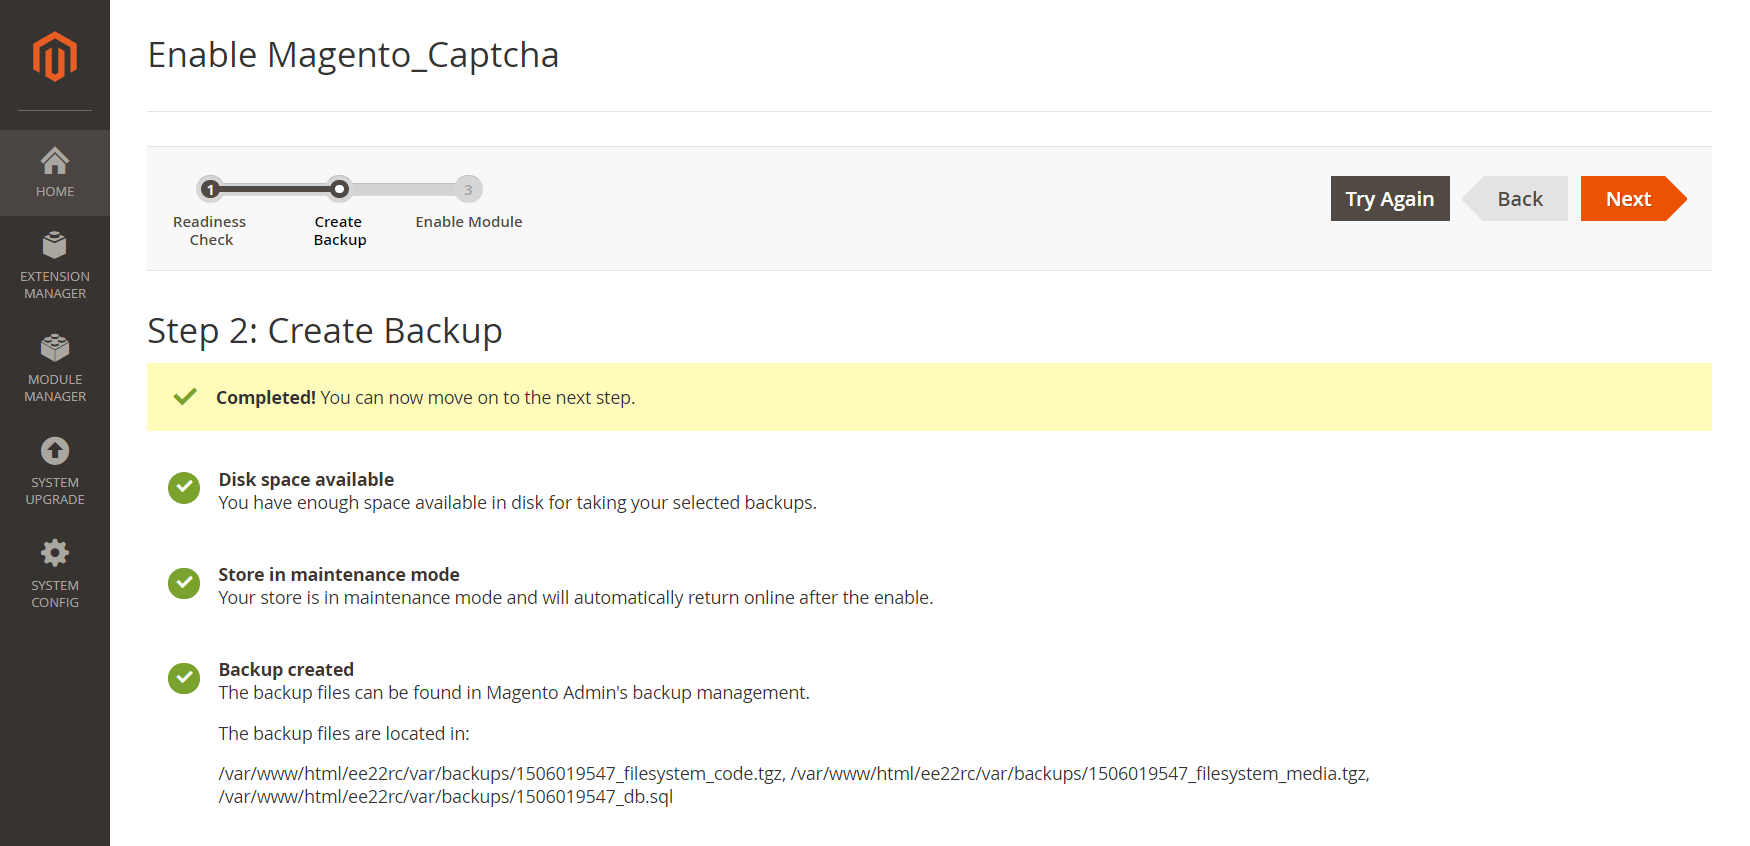 Enable Magento_Captcha
HOME
EXTENSION
MANAGER
MODULE
MANAGER
SYSTEM
UPGRADE
SYSTEM
CONFIG
1
3
Readiness
Check
Create
Backup
Enable Module
Try Again
Back
Next
Step 2: Create Backup
Completed! You can now move on to the next step.
Disk space available
You have enough space available in disk for taking your selected backups.
Store in maintenance mode
Your store is in maintenance mode and will automatically return online after the enable.
Backup created
The backup files can be found in Magento Admin's backup management.
The backup files are located in:
/var/www/html/ee22rc/var/backups/1506019547_filesystem_code.tgz, /var/www/html/ee22rc/var/backups/1506019547_filesystem_media.tgz,
/var/www/html/ee22rc/var/backups/1506019547_db.sql